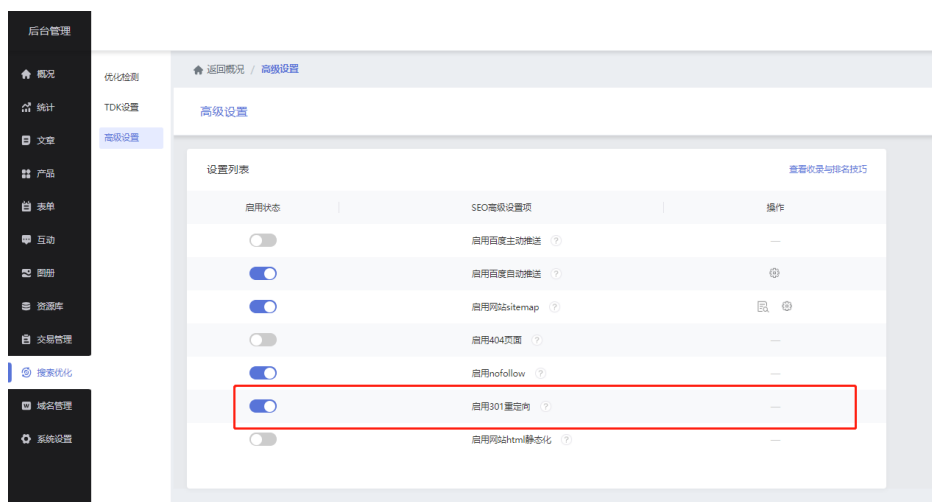 后台管理
概况
统计
文章
产品
表单
互动
图册
资源库
交易管理
搜索优化
域名管理
系统设置
优化检测
TDK设置
高级设置
返回概况 / 高级设置
高级设置
设置列表 查看收录与排名技巧
启用状态 SEO高级设置项 操作
启用百度主动推送 ? —
启用百度自动推送 ?
启用网站sitemap ?
启用404页面 ? —
启用nofollow ? —
启用301重定向 ? —
启用网站html静态化 ? —